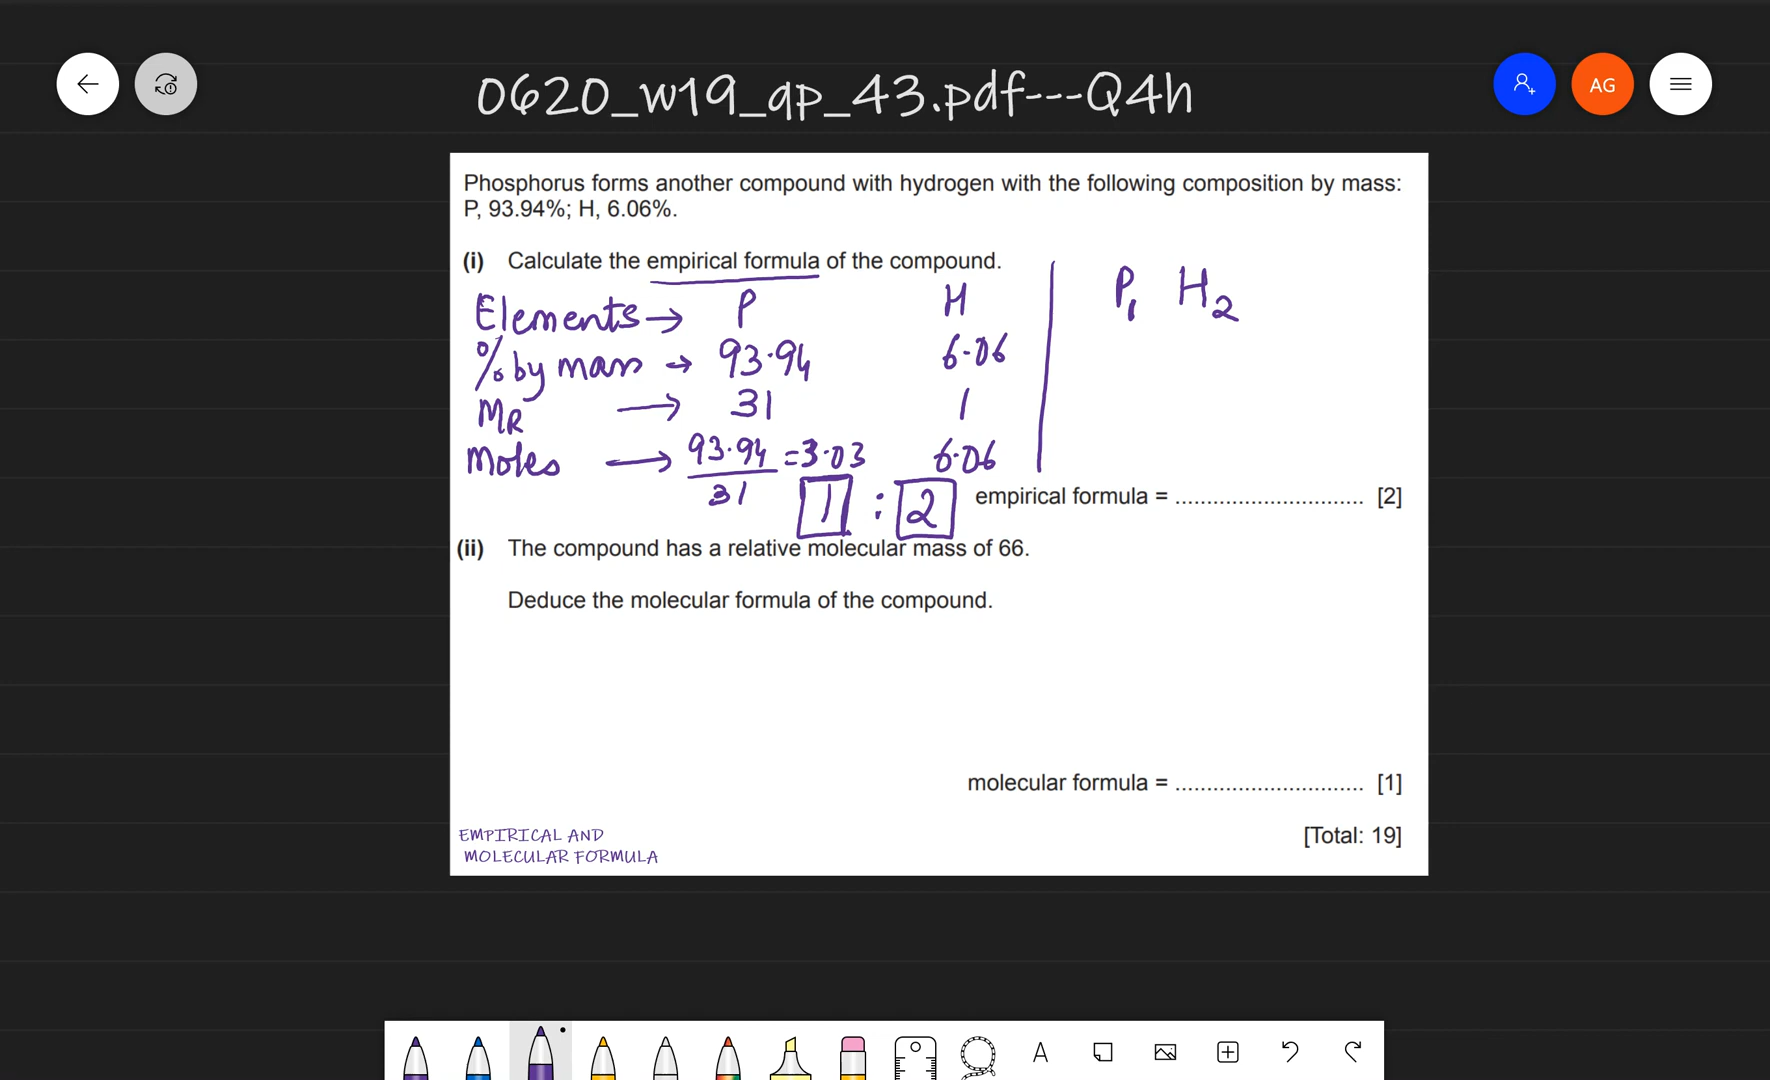 0620_w19_qp_43.pdf---Q4h
AG
Phosphorus forms another compound with hydrogen with the following composition by mass:
P, 93.94%; H, 6.06%.
(i) Calculate the empirical formula of the compound.
P1 H2
Elements→ P H
% by mass → 93.94 6.06
MR → 31 1
Moles → 93.94 = 3.03 6.06
31
1 : 2
empirical formula = .............................. [2]
(ii) The compound has a relative molecular mass of 66.
Deduce the molecular formula of the compound.
molecular formula = .............................. [1]
[Total: 19]
EMPIRICAL AND
MOLECULAR FORMULA
A